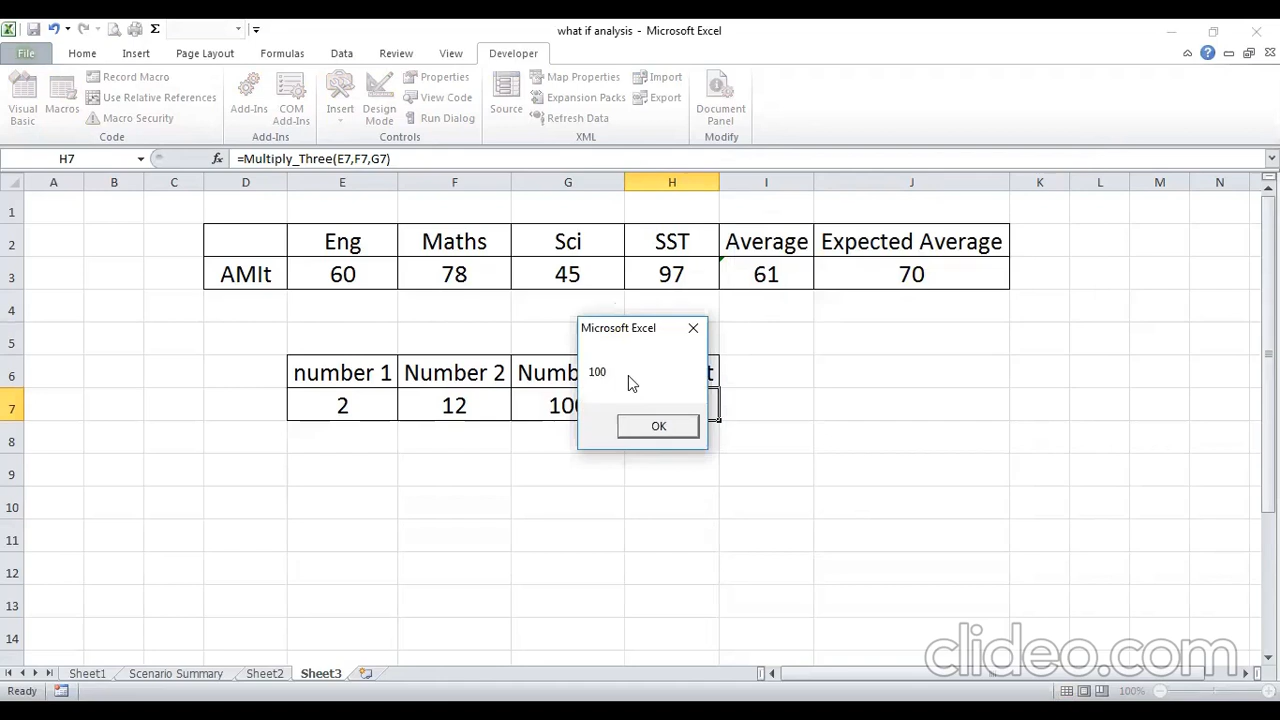 what if analysis - Microsoft Excel
File Home Insert Page Layout Formulas Data Review View Developer
Visual Basic
Macros
Record Macro
Use Relative References
Macro Security
Code
Add-Ins
COM Add-Ins
Add-Ins
Insert
Design Mode
Properties
View Code
Run Dialog
Controls
Source
Map Properties
Expansion Packs
Refresh Data
Import
Export
XML
Document Panel
Modify
H7 fx =Multiply_Three(E7,F7,G7)
A B C D E F G H I J K L M N
1
2 Eng Maths Sci SST Average Expected Average
3 AMIt 60 78 45 97 61 70
4
5
Microsoft Excel
100
OK
6 number 1 Number 2
7 2 12
8
9
10
11
12
13
14
clideo.com
Sheet1 Scenario Summary Sheet2 Sheet3
Ready 100%